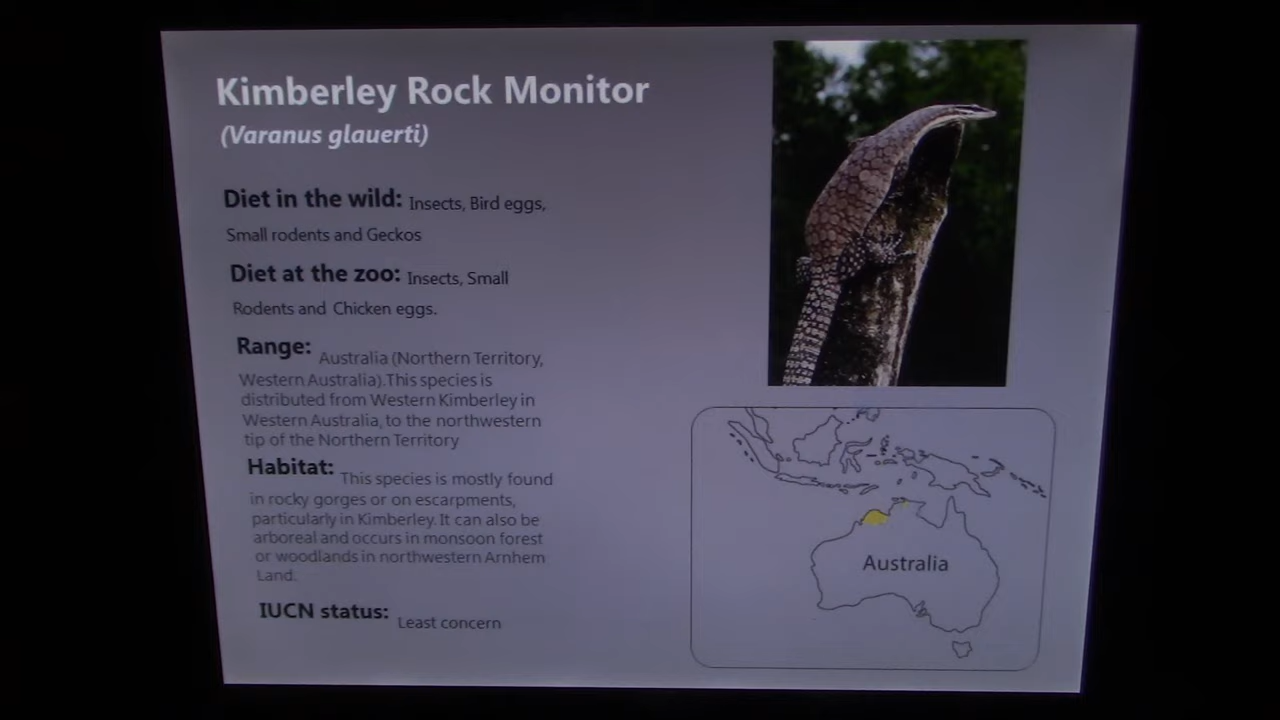 Kimberley Rock Monitor
(Varanus glauerti)
Diet in the wild: Insects, Bird eggs,
Small rodents and Geckos
Diet at the zoo: Insects, Small
Rodents and Chicken eggs.
Range: Australia (Northern Territory,
Western Australia).This species is
distributed from Western Kimberley in
Western Australia, to the northwestern
tip of the Northern Territory
Habitat: This species is mostly found
in rocky gorges or on escarpments,
particularly in Kimberley. It can also be
arboreal and occurs in monsoon forest
or woodlands in northwestern Arnhem
Land.
IUCN status: Least concern
Australia